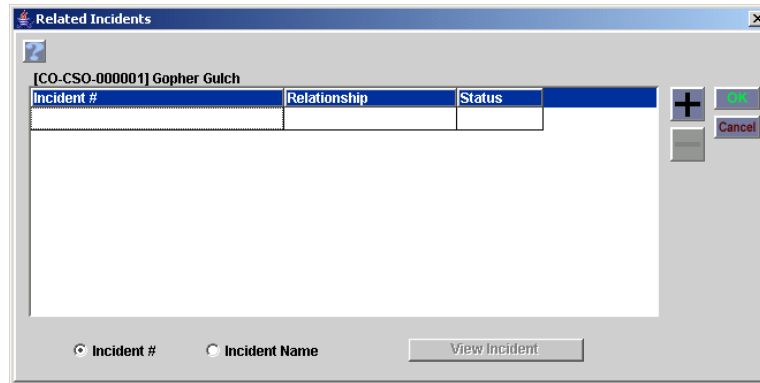 Related Incidents
?
[CO-CSO-000001] Gopher Gulch
Incident # Relationship Status
OK
Cancel
Incident # Incident Name View Incident